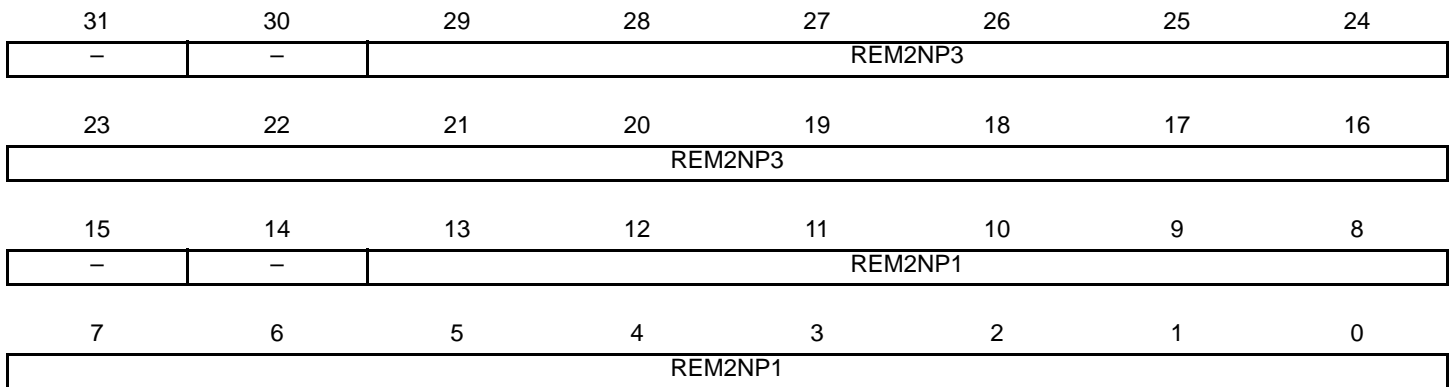 31 30 29 28 27 26 25 24
– – REM2NP3
23 22 21 20 19 18 17 16
REM2NP3
15 14 13 12 11 10 9 8
– – REM2NP1
7 6 5 4 3 2 1 0
REM2NP1